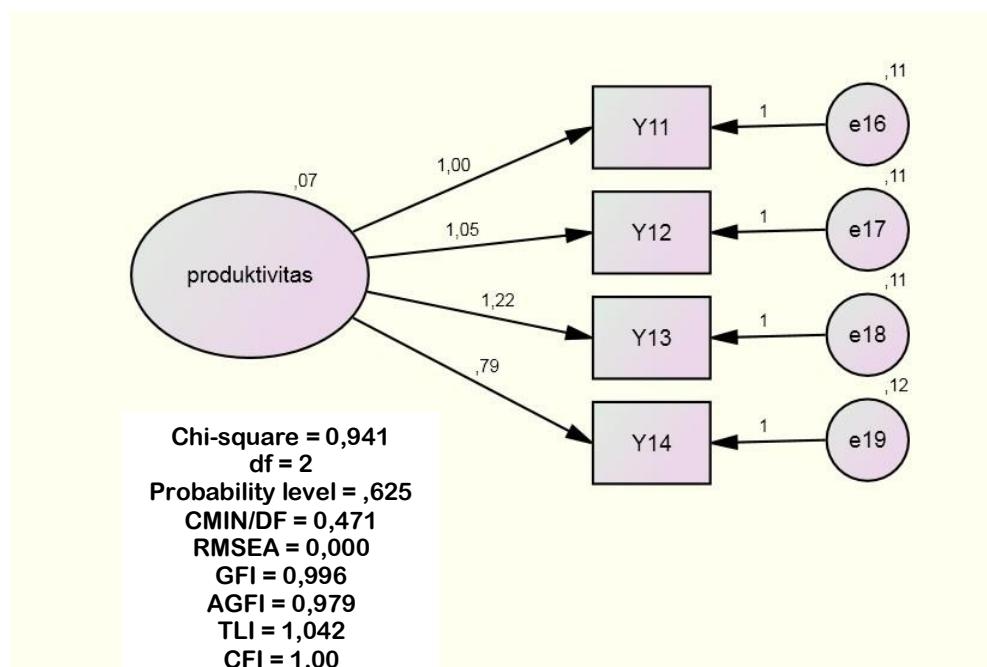 ,11
Y11
1
e16
1,00
,07
,11
1,05
Y12
1
e17
produktivitas
,11
1,22
Y13
1
e18
,79
,12
Y14
1
e19
Chi-square = 0,941
df = 2
Probability level = ,625
CMIN/DF = 0,471
RMSEA = 0,000
GFI = 0,996
AGFI = 0,979
TLI = 1,042
CFI = 1,00